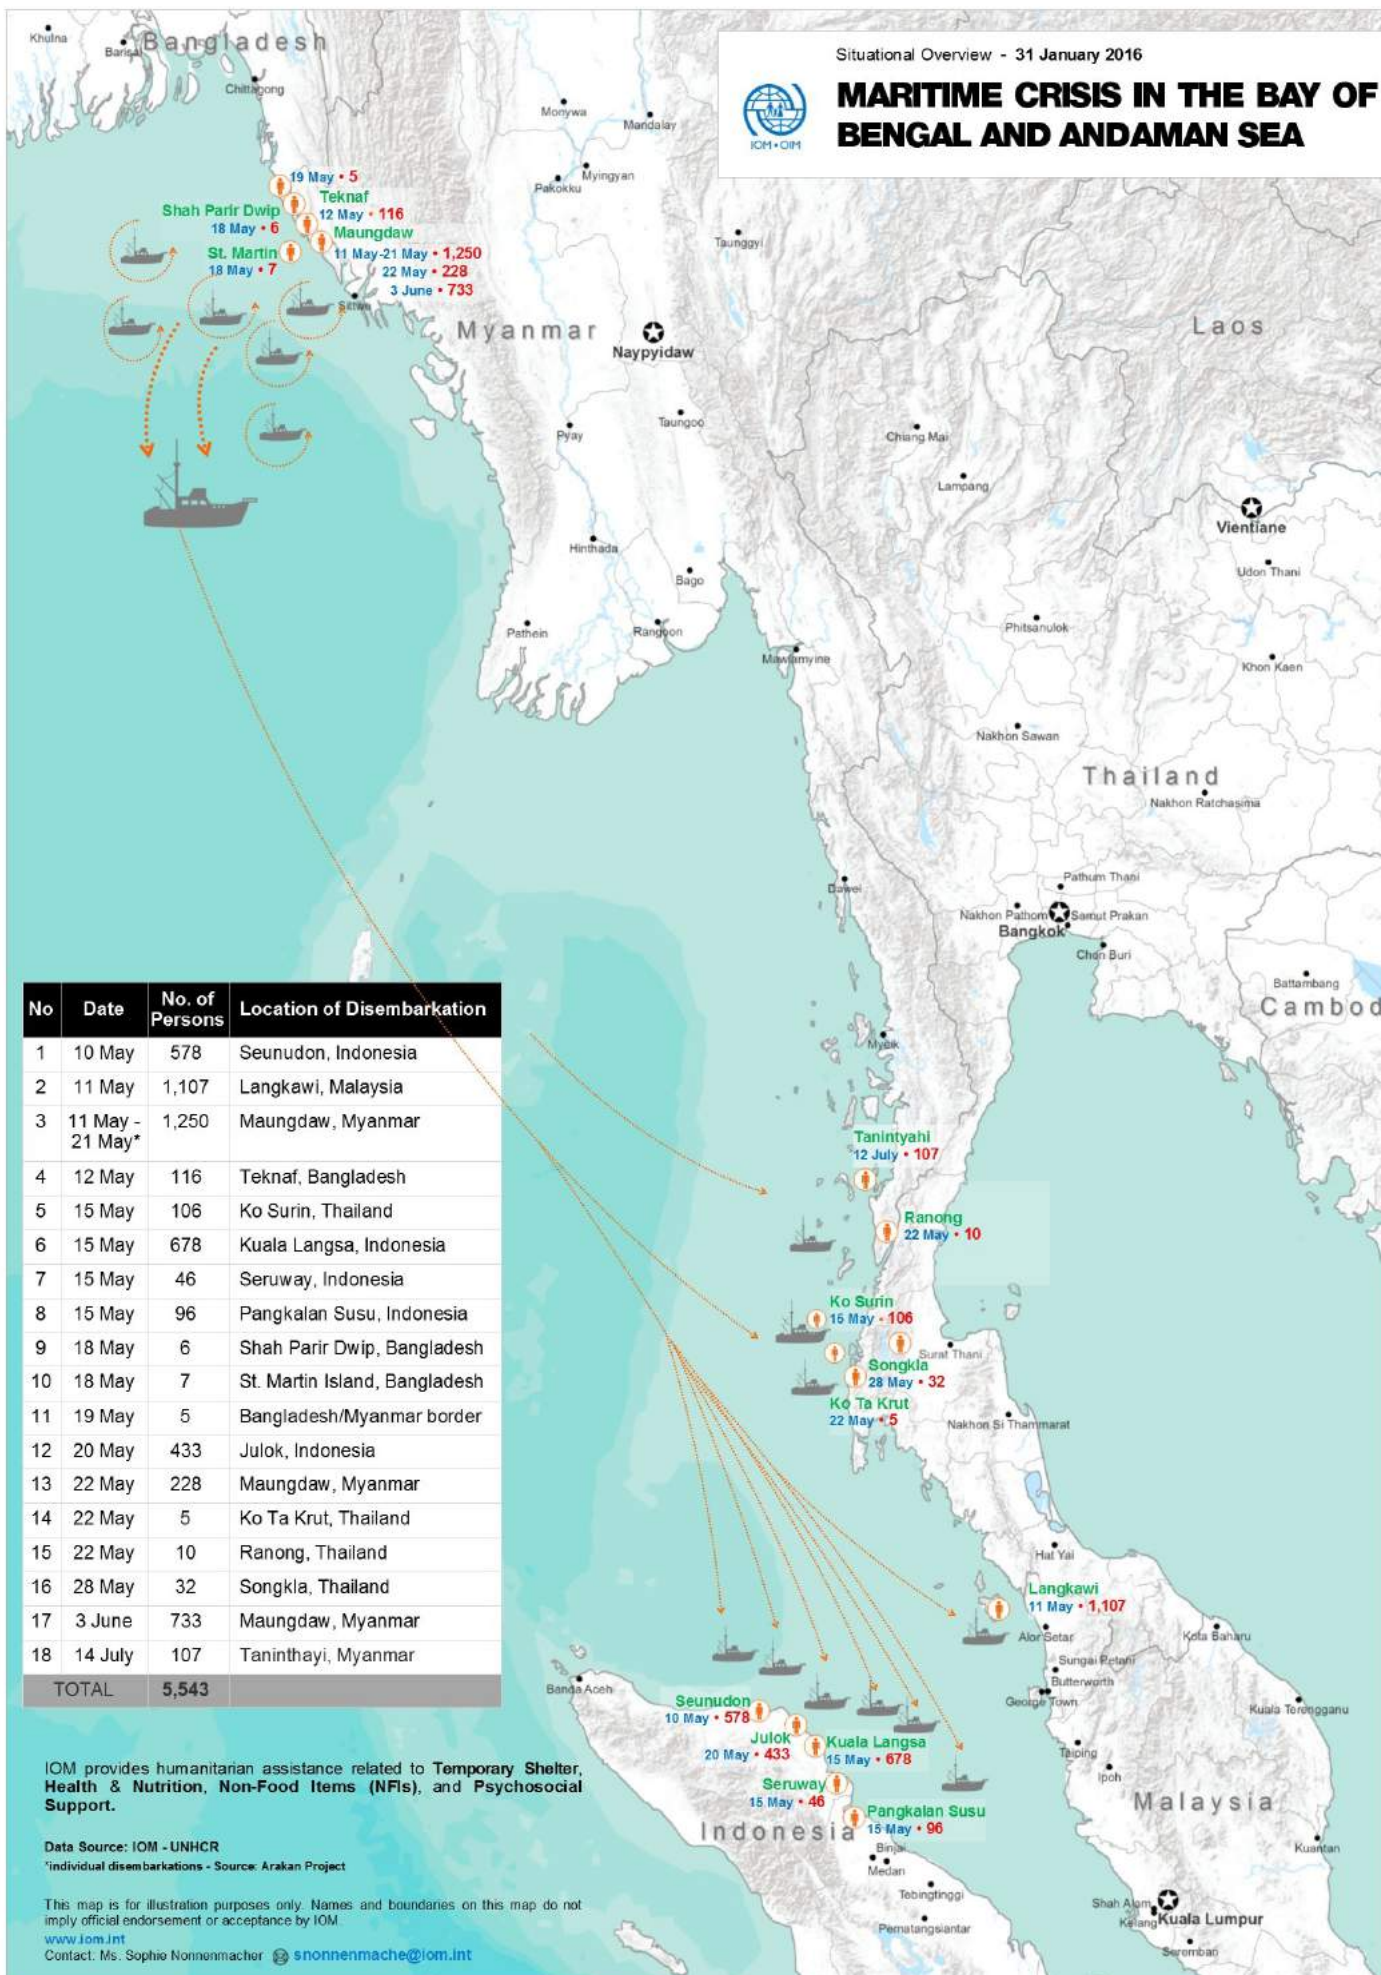 Situational Overview - 31 January 2016
MARITIME CRISIS IN THE BAY OF
BENGAL AND ANDAMAN SEA
IOM • OIM
Khulna
Barisal
Bangladesh
Chittagong
Monywa
Mandalay
Myingyan
Pakokku
Taunggyi
19 May • 5
Teknaf
12 May • 116
Shah Parir Dwip
18 May • 6
Maungdaw
11 May-21 May • 1,250
22 May • 228
3 June • 733
St. Martin
18 May • 7
Sittwe
Myanmar
Naypyidaw
Laos
Taungoo
Pyay
Chiang Mai
Lampang
Vientiane
Udon Thani
Hinthada
Bago
Pathein
Rangoon
Mawlamyine
Phitsanulok
Khon Kaen
Nakhon Sawan
Thailand
Nakhon Ratchasima
Dawei
Pathum Thani
Nakhon Pathom
Samut Prakan
Bangkok
Chon Buri
Battambang
Cambod
Myeik
No Date No. of Persons Location of Disembarkation
1 10 May 578 Seunudon, Indonesia
2 11 May 1,107 Langkawi, Malaysia
3 11 May - 21 May* 1,250 Maungdaw, Myanmar
4 12 May 116 Teknaf, Bangladesh
5 15 May 106 Ko Surin, Thailand
6 15 May 678 Kuala Langsa, Indonesia
7 15 May 46 Seruway, Indonesia
8 15 May 96 Pangkalan Susu, Indonesia
9 18 May 6 Shah Parir Dwip, Bangladesh
10 18 May 7 St. Martin Island, Bangladesh
11 19 May 5 Bangladesh/Myanmar border
12 20 May 433 Julok, Indonesia
13 22 May 228 Maungdaw, Myanmar
14 22 May 5 Ko Ta Krut, Thailand
15 22 May 10 Ranong, Thailand
16 28 May 32 Songkla, Thailand
17 3 June 733 Maungdaw, Myanmar
18 14 July 107 Taninthayi, Myanmar
TOTAL 5,543
Tanintyahi
12 July • 107
Ranong
22 May • 10
Ko Surin
15 May • 106
Surat Thani
Songkla
28 May • 32
Ko Ta Krut
22 May • 5
Nakhon Si Thammarat
Hat Yai
Langkawi
11 May • 1,107
Alor Setar
Kota Baharu
Sungai Petani
Butterworth
George Town
Kuala Terengganu
Taiping
Ipoh
Malaysia
Kuantan
Shah Alam
Kelang
Kuala Lumpur
Seremban
Banda Aceh
Seunudon
10 May • 578
Julok
20 May • 433
Kuala Langsa
15 May • 678
Seruway
15 May • 46
Pangkalan Susu
15 May • 96
Indonesia
Binjai
Medan
Tebingtinggi
Pematangsiantar
IOM provides humanitarian assistance related to Temporary Shelter,
Health & Nutrition, Non-Food Items (NFIs), and Psychosocial
Support.
Data Source: IOM - UNHCR
*individual disembarkations - Source: Arakan Project
This map is for illustration purposes only. Names and boundaries on this map do not
imply official endorsement or acceptance by IOM.
www.iom.int
Contact: Ms. Sophie Nonnenmacher snonnenmache@iom.int